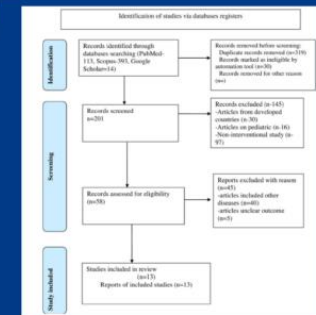 Identification of studies via databases registers
Identification
Records identified through
databases searching (PubMed-
113, Scopus-393, Google
Scholar=14)
Records removed before screening:
Duplicate records removed (n=319)
Records marked as ineligible by
automation tool (n=30)
Records removed for other reason
(n=)
Screening
Records screened
n=201
Records excluded (n-145)
-Articles from developed
countries (n-30)
-Articles on pediatric (n-16)
-Non-interventional study (n-
97)
Records assessed for eligibility
(n=58)
Reports excluded with reason
(n=45)
-articles included other
diseases (n=40)
-articles unclear outcome
(n=5)
Study included
Studies included in review
(n=13)
Reports of included studies (n=13)